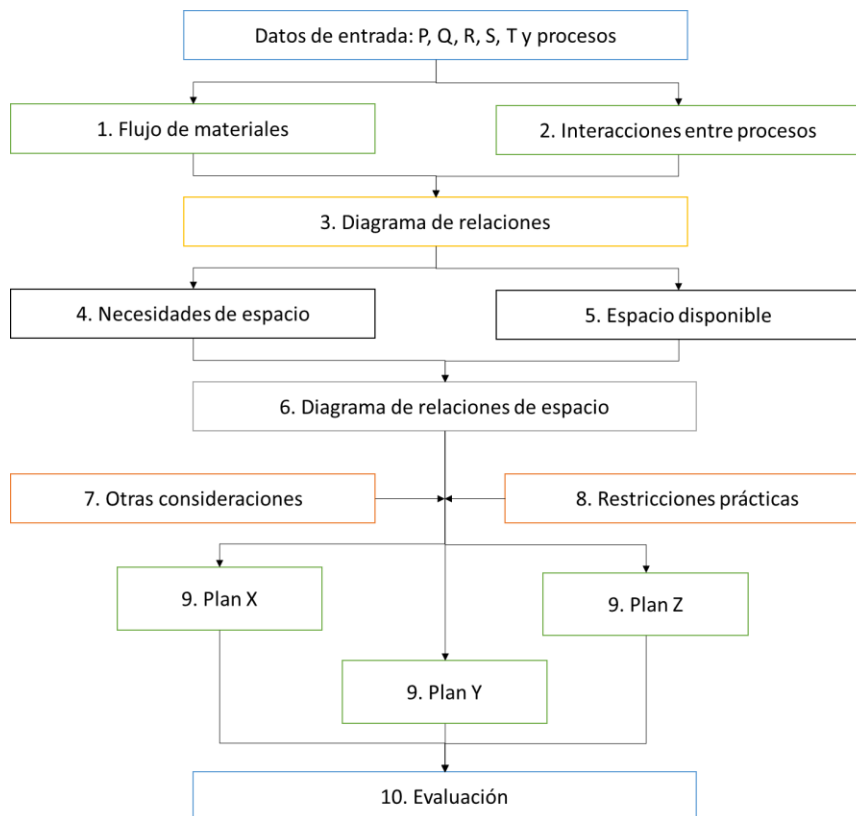 Datos de entrada: P, Q, R, S, T y procesos
1. Flujo de materiales
2. Interacciones entre procesos
3. Diagrama de relaciones
4. Necesidades de espacio
5. Espacio disponible
6. Diagrama de relaciones de espacio
7. Otras consideraciones
8. Restricciones prácticas
9. Plan X
9. Plan Z
9. Plan Y
10. Evaluación